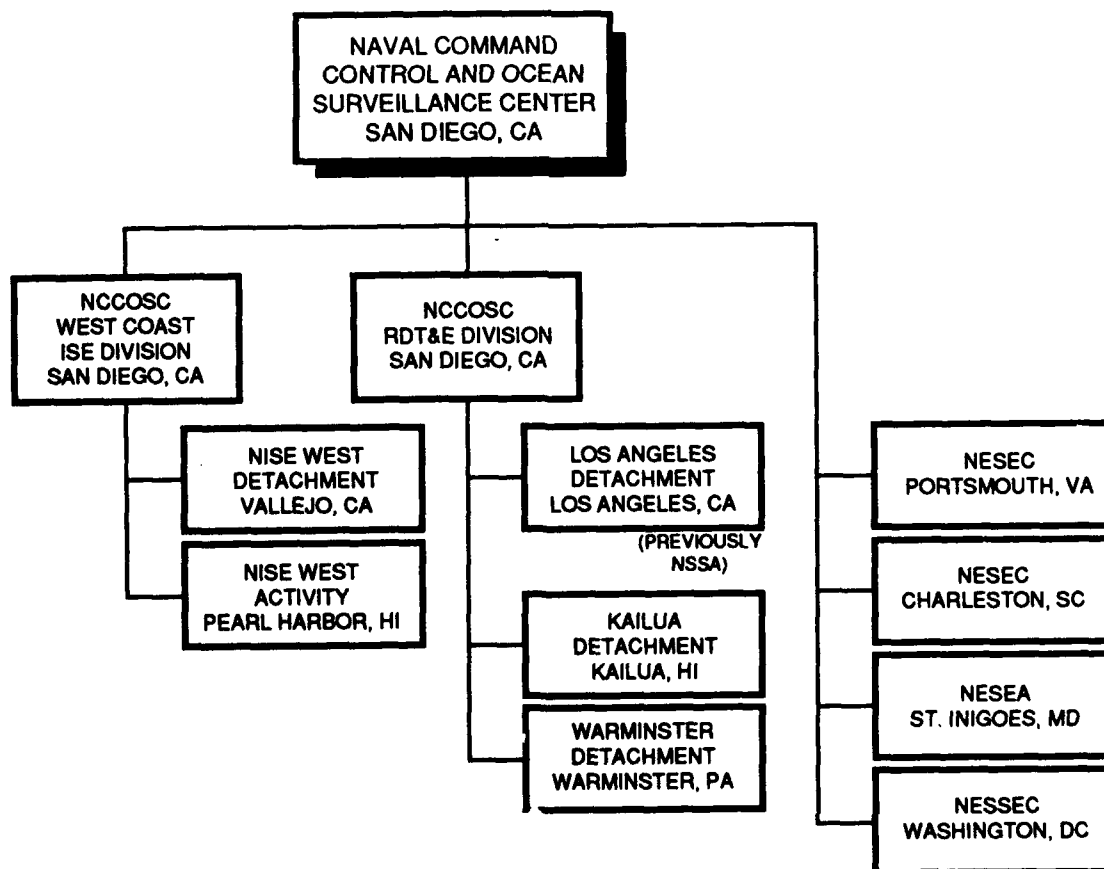 NAVAL COMMAND
CONTROL AND OCEAN
SURVEILLANCE CENTER
SAN DIEGO, CA
NCCOSC
WEST COAST
ISE DIVISION
SAN DIEGO, CA
NCCOSC
RDT&E DIVISION
SAN DIEGO, CA
NISE WEST
DETACHMENT
VALLEJO, CA
NISE WEST
ACTIVITY
PEARL HARBOR, HI
LOS ANGELES
DETACHMENT
LOS ANGELES, CA
(PREVIOUSLY
NSSA)
KAILUA
DETACHMENT
KAILUA, HI
WARMINSTER
DETACHMENT
WARMINSTER, PA
NESEC
PORTSMOUTH, VA
NESEC
CHARLESTON, SC
NESEA
ST. INIGOES, MD
NESSEC
WASHINGTON, DC